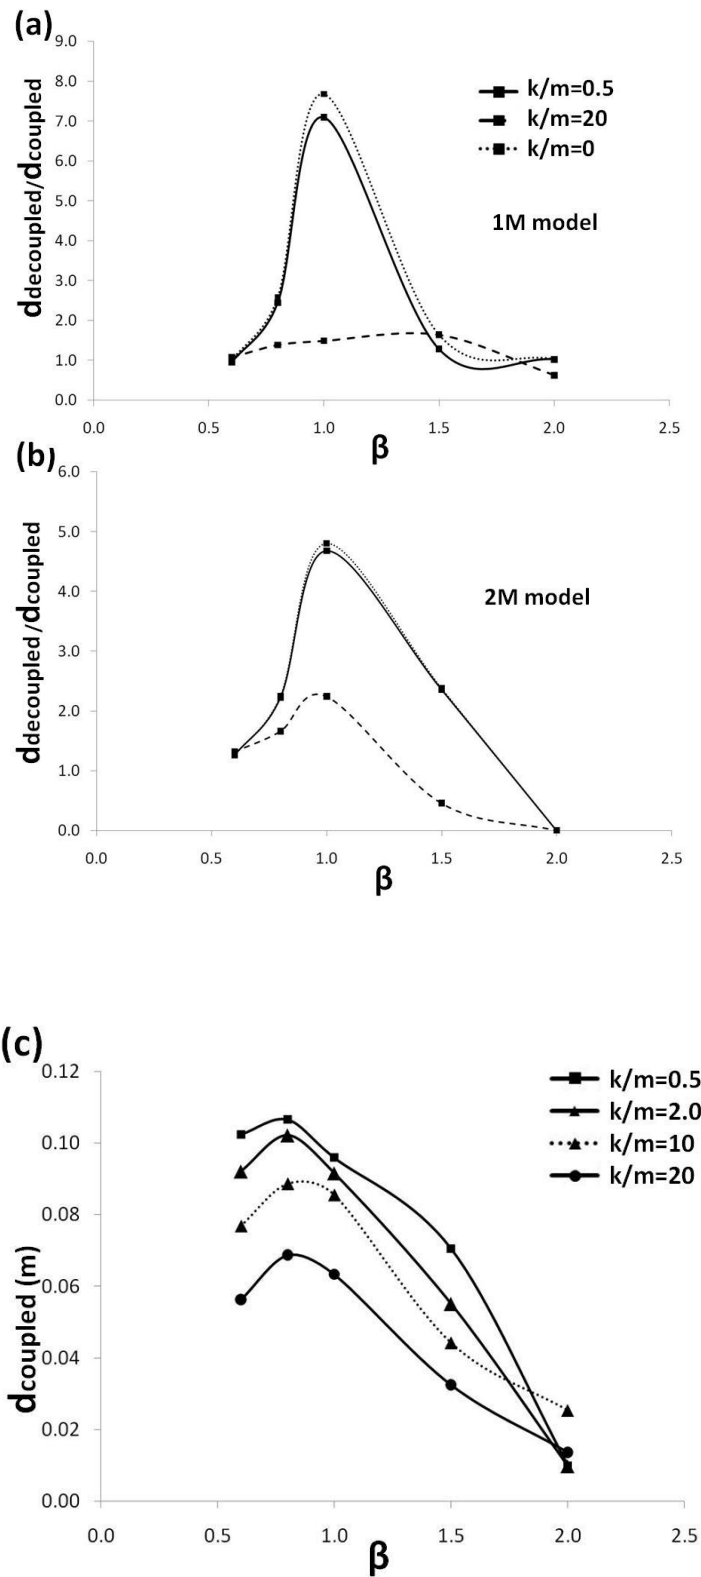 (a)
9.0
8.0
7.0
6.0
5.0
4.0
3.0
2.0
1.0
0.0
ddecoupled/dcoupled
k/m=0.5
k/m=20
k/m=0
1M model
0.0 0.5 1.0 1.5 2.0 2.5
β
(b)
6.0
5.0
4.0
3.0
2.0
1.0
0.0
ddecoupled/dcoupled
2M model
0.0 0.5 1.0 1.5 2.0 2.5
β
(c)
0.12
0.10
0.08
0.06
0.04
0.02
0.00
dcoupled (m)
k/m=0.5
k/m=2.0
k/m=10
k/m=20
0.0 0.5 1.0 1.5 2.0 2.5
β